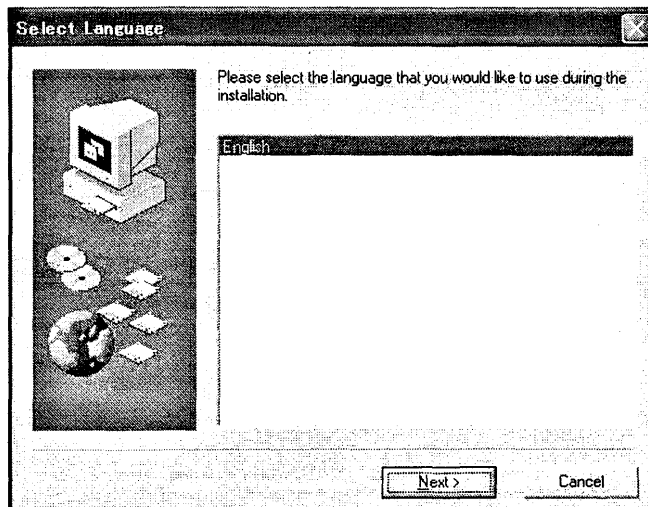 Select Language
Please select the language that you would like to use during the
installation.
English
Next >
Cancel